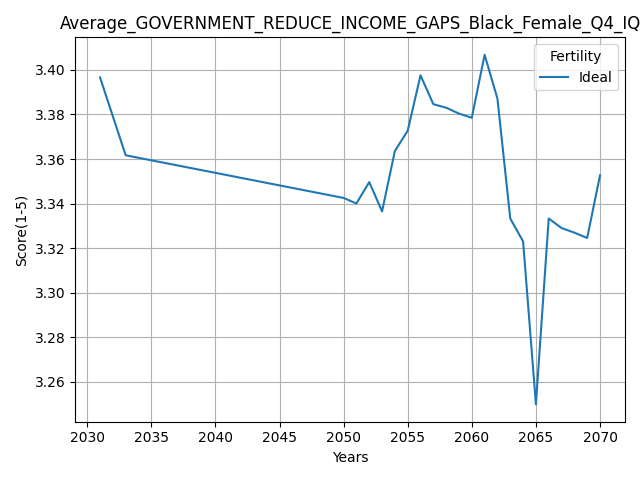 Average_GOVERNMENT_REDUCE_INCOME_GAPS_Black_Female_Q4_IQ
Fertility
Ideal
Score(1-5)
3.40
3.38
3.36
3.34
3.32
3.30
3.28
3.26
2030 2035 2040 2045 2050 2055 2060 2065 2070
Years